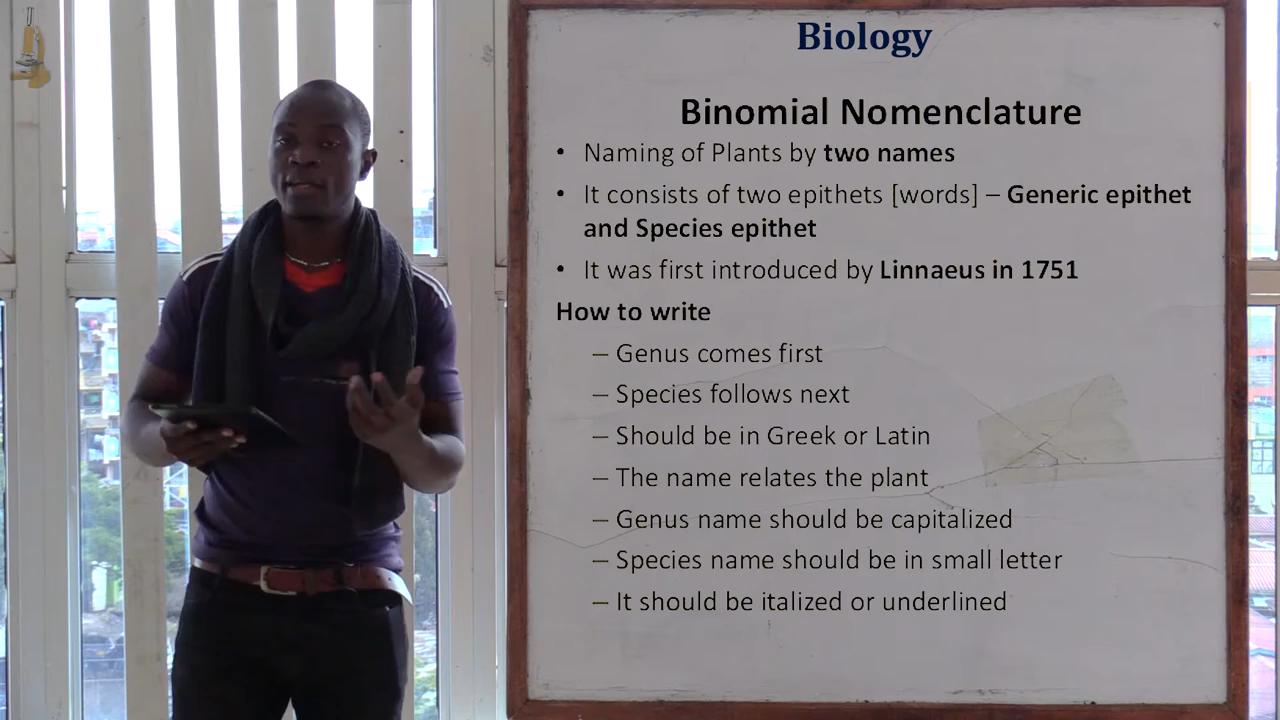 Biology
Binomial Nomenclature
• Naming of Plants by two names
• It consists of two epithets [words] – Generic epithet
and Species epithet
• It was first introduced by Linnaeus in 1751
How to write
– Genus comes first
– Species follows next
– Should be in Greek or Latin
– The name relates the plant
– Genus name should be capitalized
– Species name should be in small letter
– It should be italized or underlined